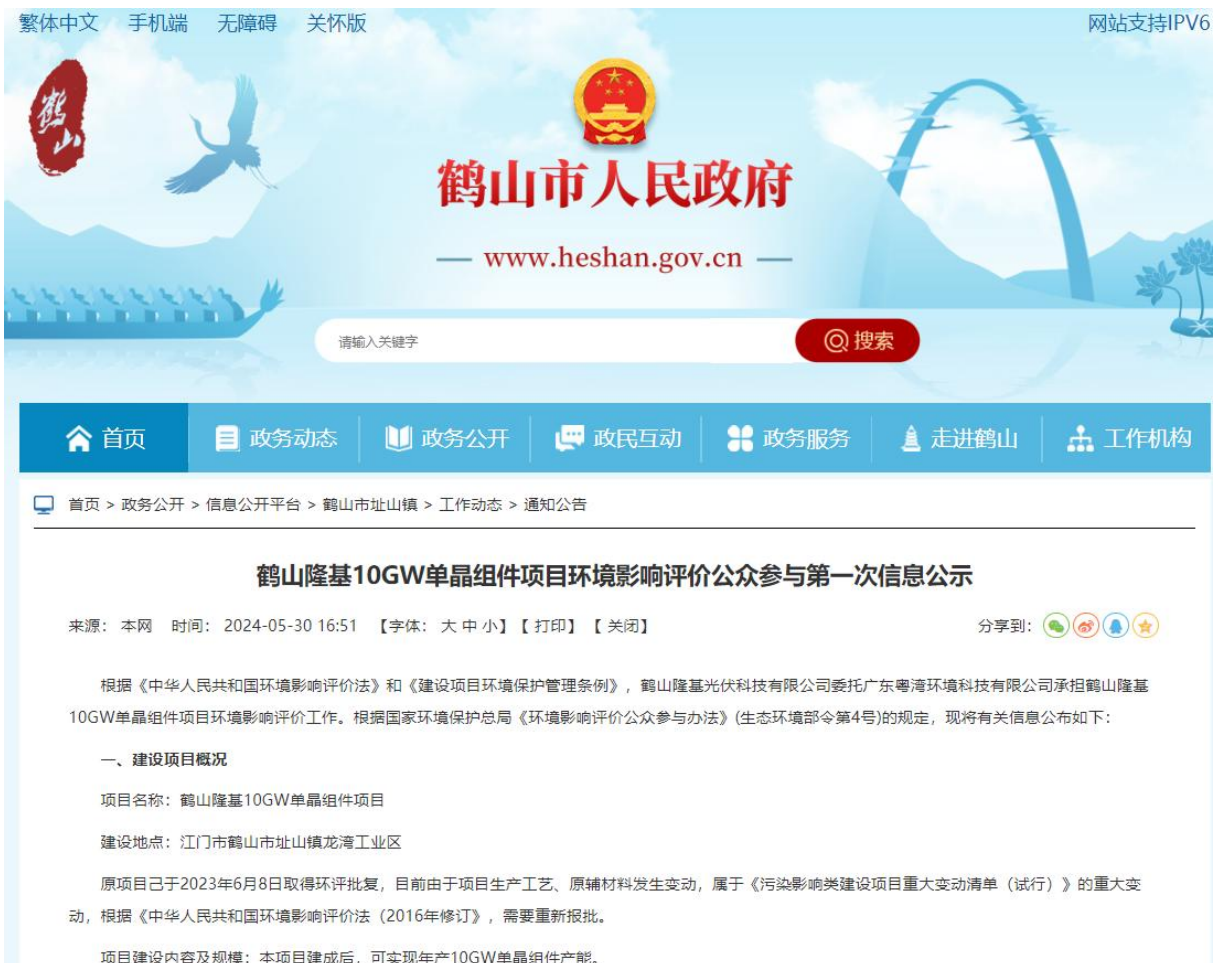 繁体中文 手机端 无障碍 关怀版 网站支持IPV6
鹤山
鹤山市人民政府
www.heshan.gov.cn
请输入关键字 搜索
首页 政务动态 政务公开 政民互动 政务服务 走进鹤山 工作机构
首页 > 政务公开 > 信息公开平台 > 鹤山市址山镇 > 工作动态 > 通知公告
鹤山隆基10GW单晶组件项目环境影响评价公众参与第一次信息公示
来源: 本网 时间: 2024-05-30 16:51 【字体: 大 中 小】【 打印】 【 关闭】 分享到:
根据《中华人民共和国环境影响评价法》和《建设项目环境保护管理条例》，鹤山隆基光伏科技有限公司委托广东粤湾环境科技有限公司承担鹤山隆基
10GW单晶组件项目环境影响评价工作。根据国家环境保护总局《环境影响评价公众参与办法》(生态环境部令第4号)的规定，现将有关信息公布如下：
一、建设项目概况
项目名称：鹤山隆基10GW单晶组件项目
建设地点：江门市鹤山市址山镇龙湾工业区
原项目己于2023年6月8日取得环评批复，目前由于项目生产工艺、原辅材料发生变动，属于《污染影响类建设项目重大变动清单（试行）》的重大变
动，根据《中华人民共和国环境影响评价法（2016年修订》，需要重新报批。
项目建设内容及规模：本项目建成后，可实现年产10GW单晶组件产能。